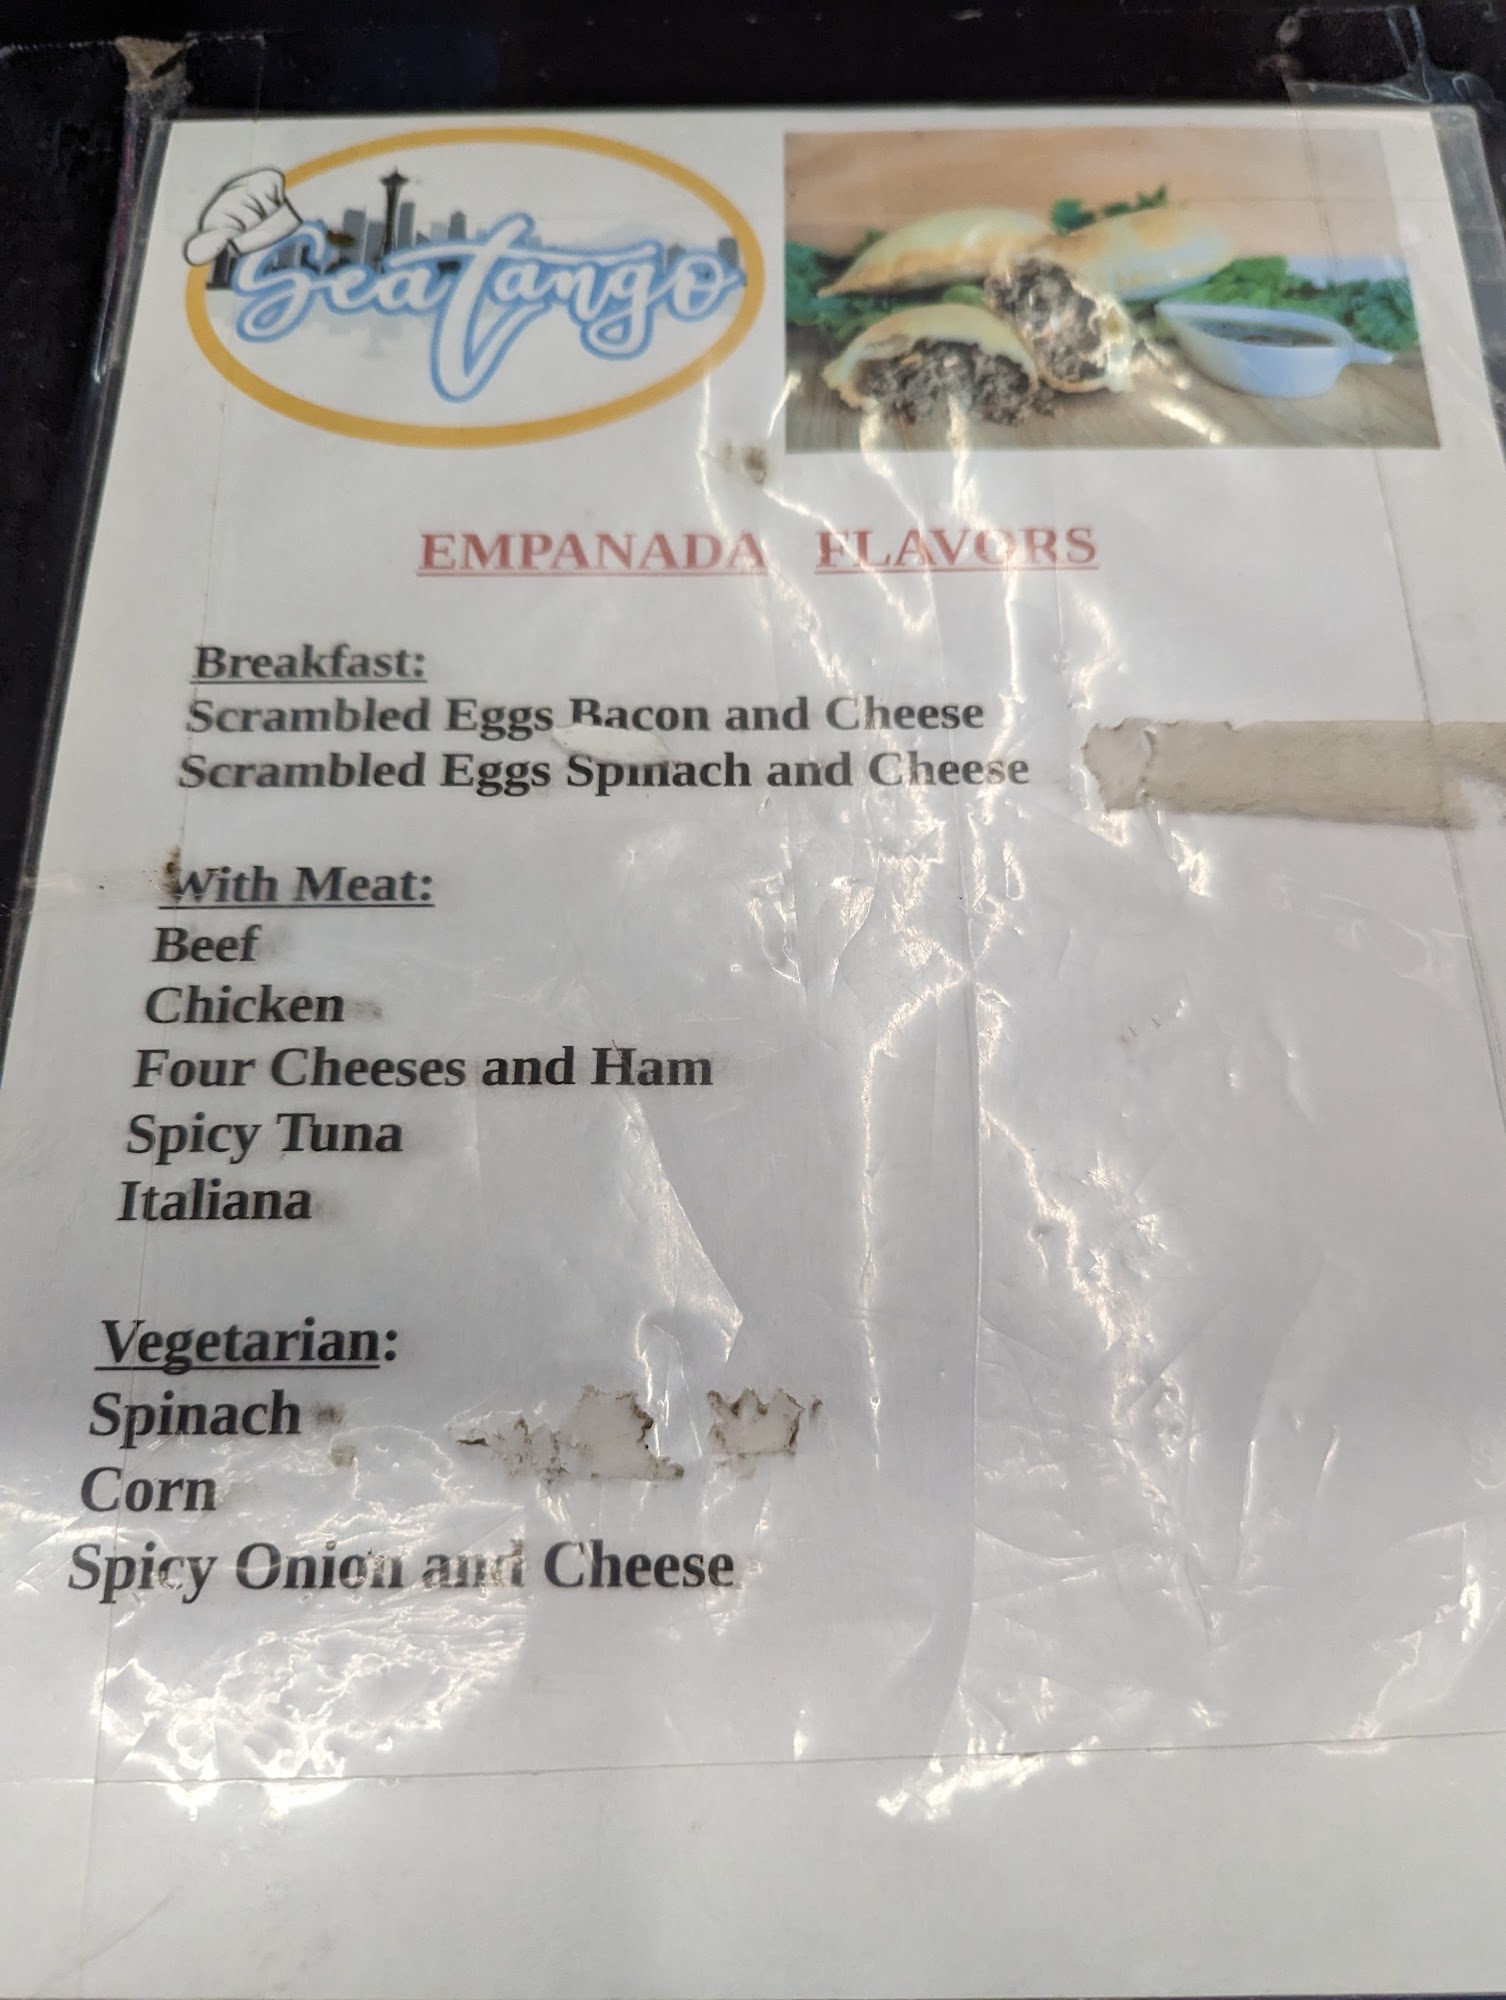 SeaTango
EMPANADA FLAVORS
Breakfast:
Scrambled Eggs Bacon and Cheese
Scrambled Eggs Spinach and Cheese
With Meat:
Beef
Chicken
Four Cheeses and Ham
Spicy Tuna
Italiana
Vegetarian:
Spinach
Corn
Spicy Onion and Cheese